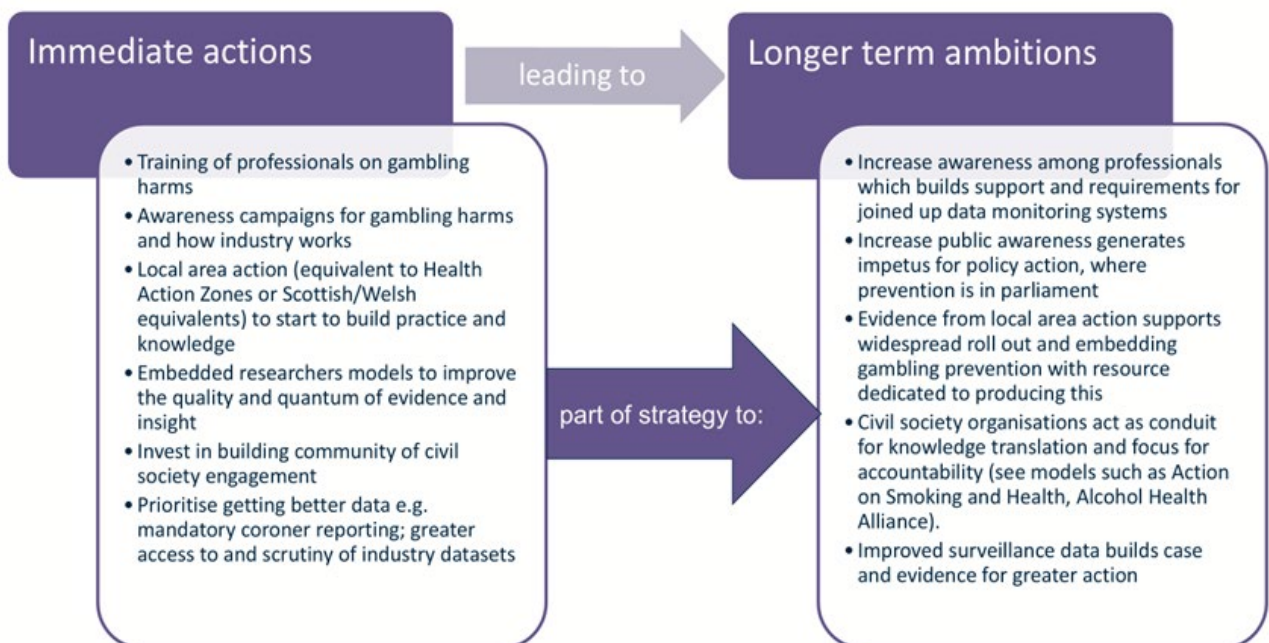 Immediate actions
leading to
Longer term ambitions
• Training of professionals on gambling
harms
• Awareness campaigns for gambling harms
and how industry works
• Local area action (equivalent to Health
Action Zones or Scottish/Welsh
equivalents) to start to build practice and
knowledge
• Embedded researchers models to improve
the quality and quantum of evidence and
insight
• Invest in building community of civil
society engagement
• Prioritise getting better data e.g.
mandatory coroner reporting; greater
access to and scrutiny of industry datasets
part of strategy to:
• Increase awareness among professionals
which builds support and requirements for
joined up data monitoring systems
• Increase public awareness generates
impetus for policy action, where
prevention is in parliament
• Evidence from local area action supports
widespread roll out and embedding
gambling prevention with resource
dedicated to producing this
• Civil society organisations act as conduit
for knowledge translation and focus for
accountability (see models such as Action
on Smoking and Health, Alcohol Health
Alliance).
• Improved surveillance data builds case
and evidence for greater action